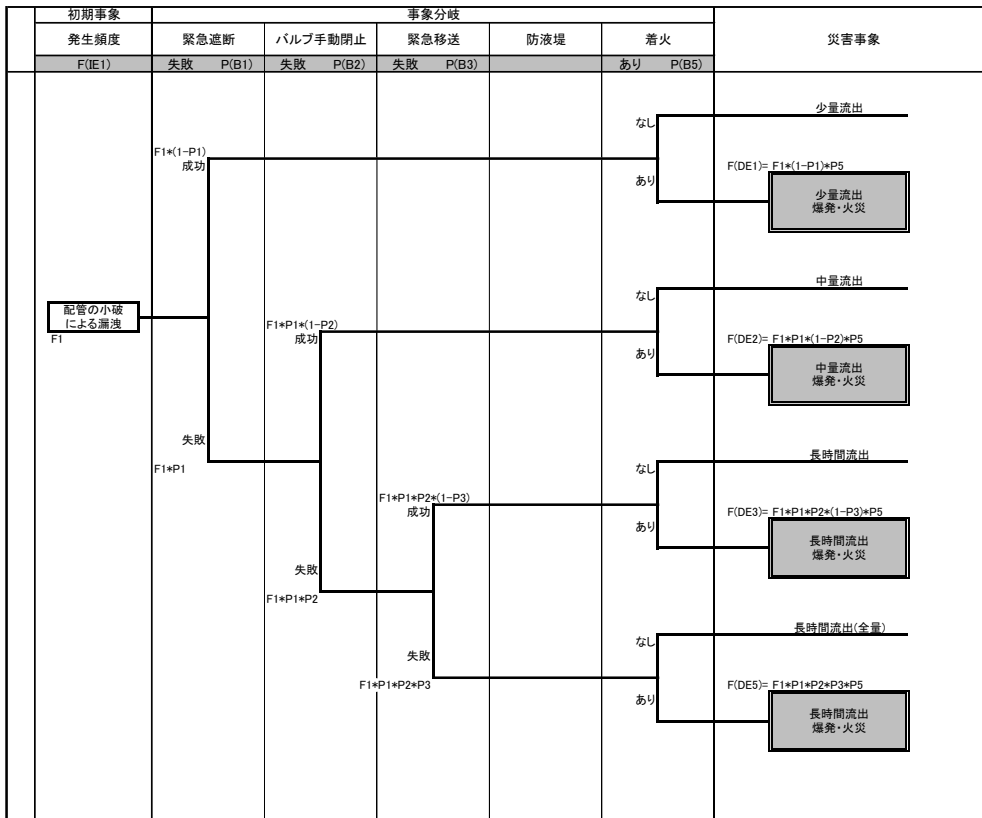 初期事象
事象分岐
発生頻度
緊急遮断
バルブ手動閉止
緊急移送
防液堤
着火
災害事象
F(IE1)
失敗 P(B1)
失敗 P(B2)
失敗 P(B3)
あり P(B5)
少量流出
なし
F1*(1-P1)
成功
あり
F(DE1)= F1*(1-P1)*P5
少量流出
爆発・火災
中量流出
なし
配管の小破
による漏洩
F1
F1*P1*(1-P2)
成功
あり
F(DE2)= F1*P1*(1-P2)*P5
中量流出
爆発・火災
失敗
F1*P1
長時間流出
なし
F1*P1*P2*(1-P3)
成功
あり
F(DE3)= F1*P1*P2*(1-P3)*P5
長時間流出
爆発・火災
失敗
F1*P1*P2
長時間流出(全量)
なし
失敗
F1*P1*P2*P3
あり
F(DE5)= F1*P1*P2*P3*P5
長時間流出
爆発・火災